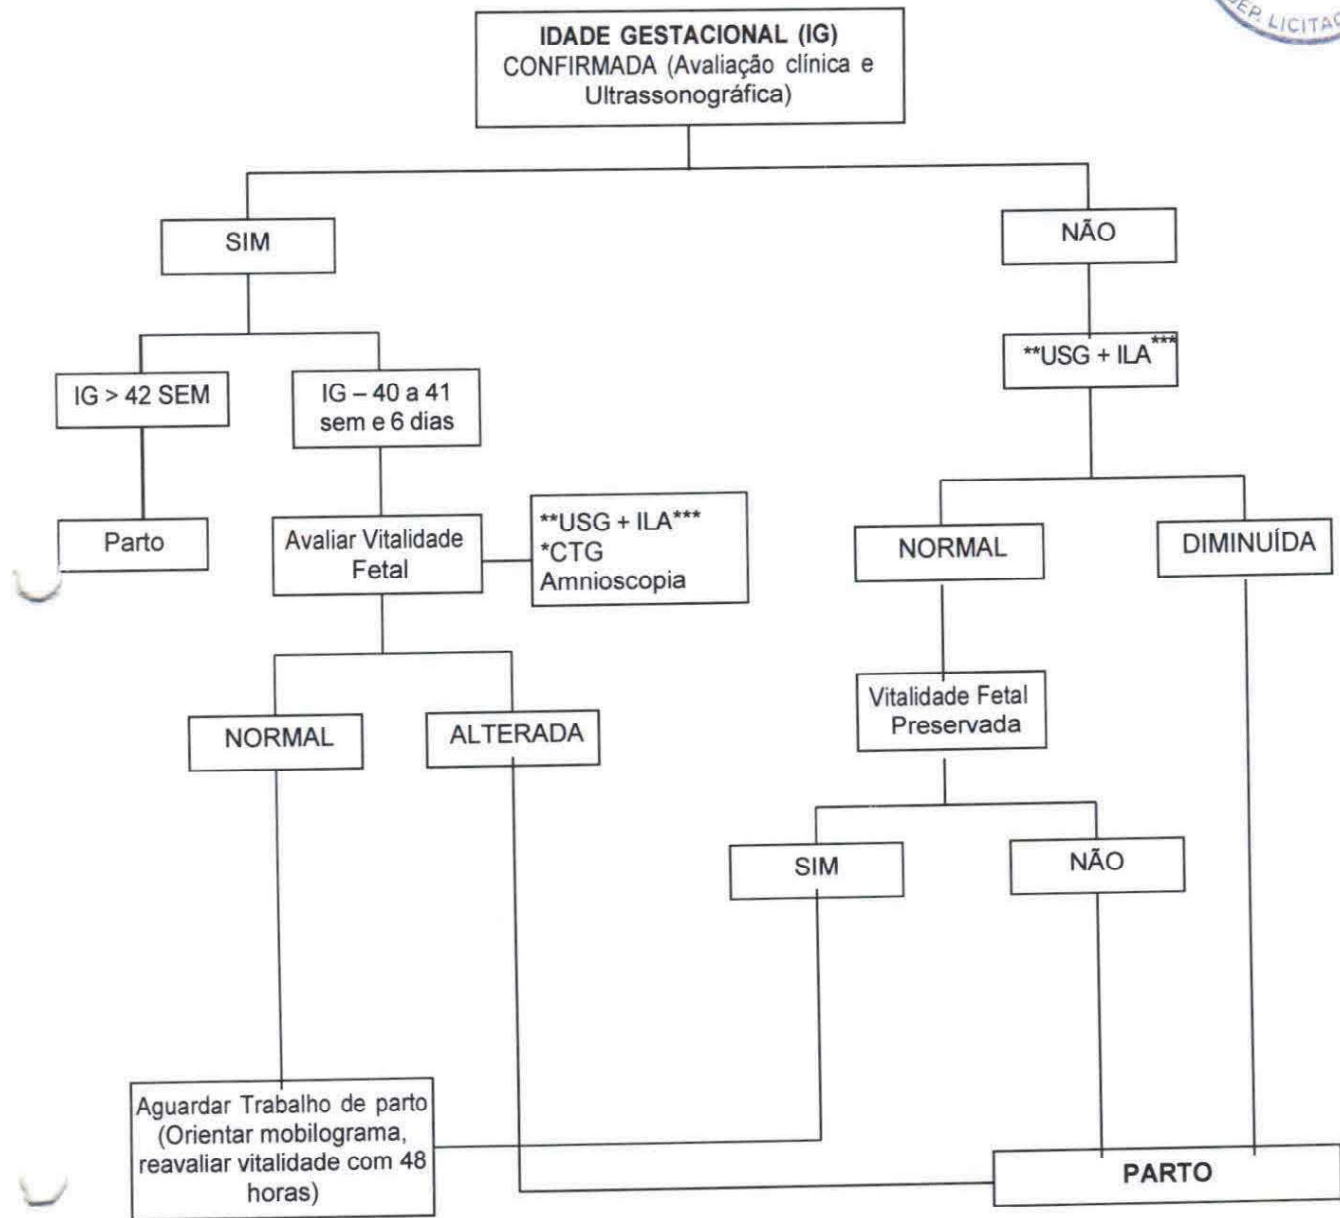 DEP. LICITAÇ
IDADE GESTACIONAL (IG)
CONFIRMADA (Avaliação clínica e
Ultrassonográfica)
SIM
NÃO
IG > 42 SEM
IG – 40 a 41
sem e 6 dias
**USG + ILA***
Parto
Avaliar Vitalidade
Fetal
**USG + ILA***
*CTG
Amnioscopia
NORMAL
DIMINUÍDA
NORMAL
ALTERADA
Vitalidade Fetal
Preservada
SIM
NÃO
Aguardar Trabalho de parto
(Orientar mobilograma,
reavaliar vitalidade com 48
horas)
PARTO